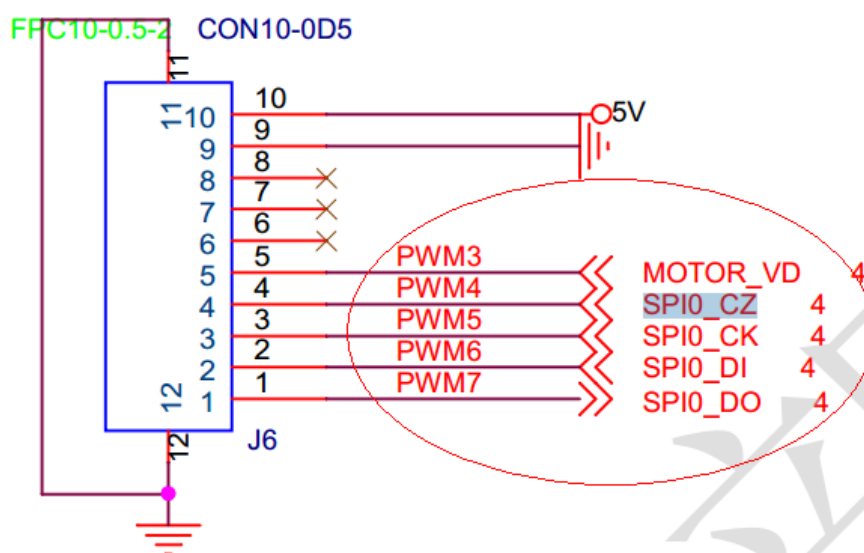 FPC10-0.5-2 CON10-0D5
11
11
10 10
5V
9 9
8 8
7 7
6 6
5 5 PWM3 MOTOR_VD 4
4 4 PWM4 SPI0_CZ 4
3 3 PWM5 SPI0_CK 4
2 2 PWM6 SPI0_DI 4
1 1 PWM7 SPI0_DO 4
12
12
J6